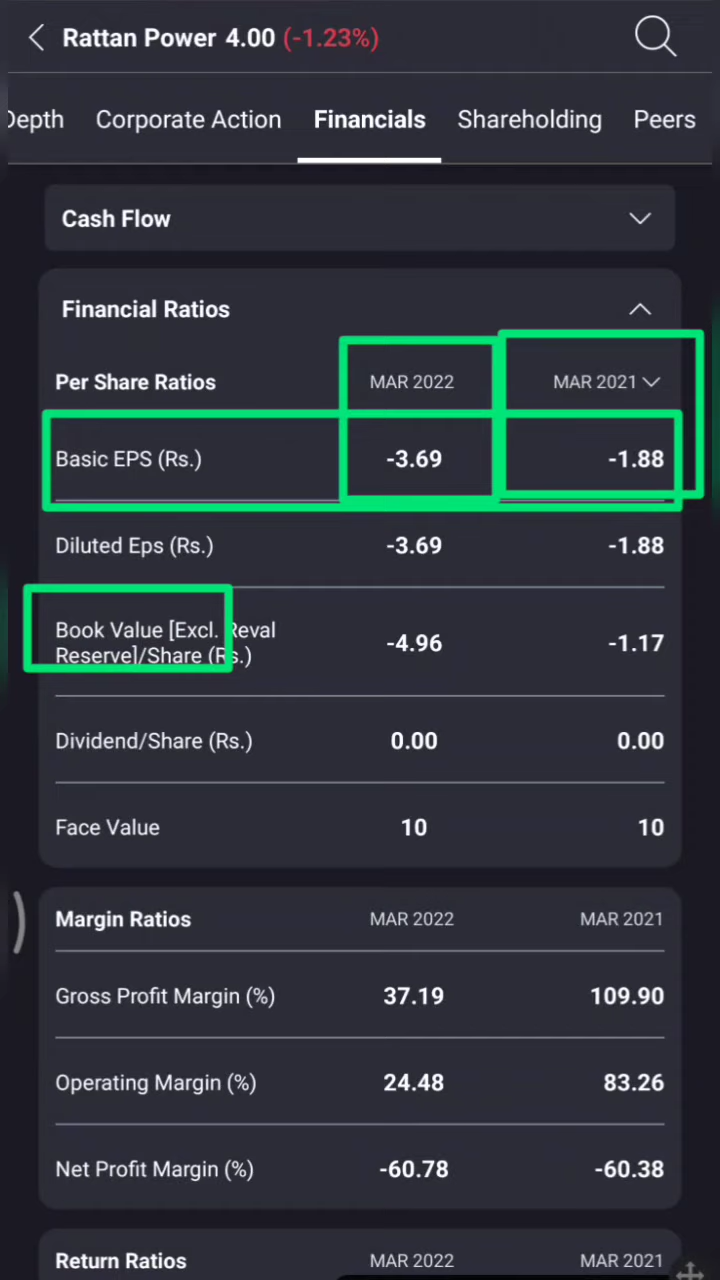 Rattan Power 4.00 (-1.23%)
Depth Corporate Action Financials Shareholding Peers
Cash Flow
Financial Ratios
Per Share Ratios MAR 2022 MAR 2021
Basic EPS (Rs.) -3.69 -1.88
Diluted Eps (Rs.) -3.69 -1.88
Book Value [Excl. Reval
Reserve]/Share (Rs.) -4.96 -1.17
Dividend/Share (Rs.) 0.00 0.00
Face Value 10 10
Margin Ratios MAR 2022 MAR 2021
Gross Profit Margin (%) 37.19 109.90
Operating Margin (%) 24.48 83.26
Net Profit Margin (%) -60.78 -60.38
Return Ratios MAR 2022 MAR 2021